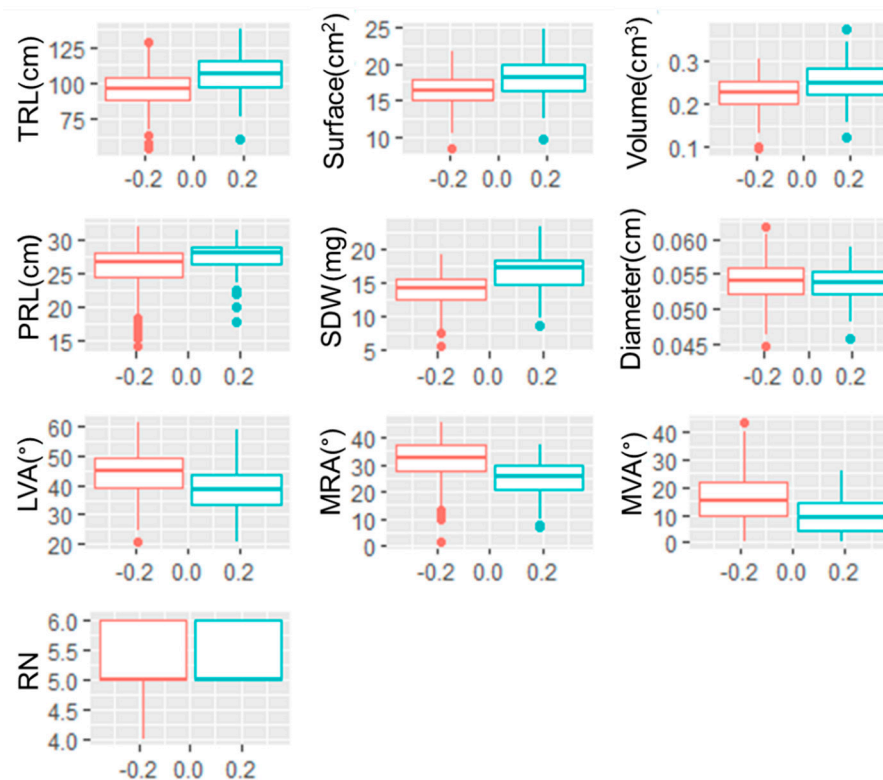 TRL(cm)
125
100
75
-0.2 0.0 0.2
Surface(cm²)
25
20
15
10
-0.2 0.0 0.2
Volume(cm³)
0.3
0.2
0.1
-0.2 0.0 0.2
PRL(cm)
30
25
20
15
-0.2 0.0 0.2
SDW(mg)
20
15
10
5
-0.2 0.0 0.2
Diameter(cm)
0.060
0.055
0.050
0.045
-0.2 0.0 0.2
LVA(°)
60
50
40
30
20
-0.2 0.0 0.2
MRA(°)
40
30
20
10
0
-0.2 0.0 0.2
MVA(°)
40
30
20
10
0
-0.2 0.0 0.2
RN
6.0
5.5
5.0
4.5
4.0
-0.2 0.0 0.2